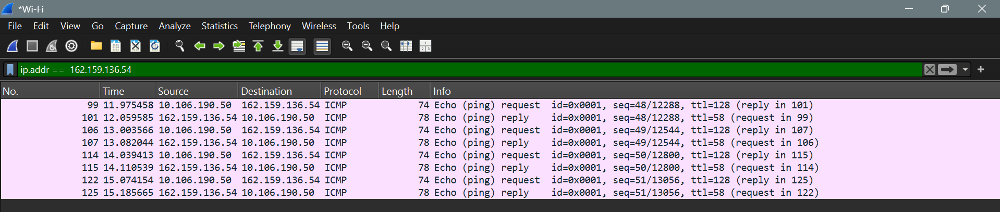 *Wi-Fi
File Edit View Go Capture Analyze Statistics Telephony Wireless Tools Help
ip.addr == 162.159.136.54
No. Time Source Destination Protocol Length Info
99 11.975458 10.106.190.50 162.159.136.54 ICMP 74 Echo (ping) request id=0x0001, seq=48/12288, ttl=128 (reply in 101)
101 12.059585 162.159.136.54 10.106.190.50 ICMP 78 Echo (ping) reply id=0x0001, seq=48/12288, ttl=58 (request in 99)
106 13.003566 10.106.190.50 162.159.136.54 ICMP 74 Echo (ping) request id=0x0001, seq=49/12544, ttl=128 (reply in 107)
107 13.082044 162.159.136.54 10.106.190.50 ICMP 78 Echo (ping) reply id=0x0001, seq=49/12544, ttl=58 (request in 106)
114 14.039413 10.106.190.50 162.159.136.54 ICMP 74 Echo (ping) request id=0x0001, seq=50/12800, ttl=128 (reply in 115)
115 14.110539 162.159.136.54 10.106.190.50 ICMP 78 Echo (ping) reply id=0x0001, seq=50/12800, ttl=58 (request in 114)
122 15.074154 10.106.190.50 162.159.136.54 ICMP 74 Echo (ping) request id=0x0001, seq=51/13056, ttl=128 (reply in 125)
125 15.185665 162.159.136.54 10.106.190.50 ICMP 78 Echo (ping) reply id=0x0001, seq=51/13056, ttl=58 (request in 122)